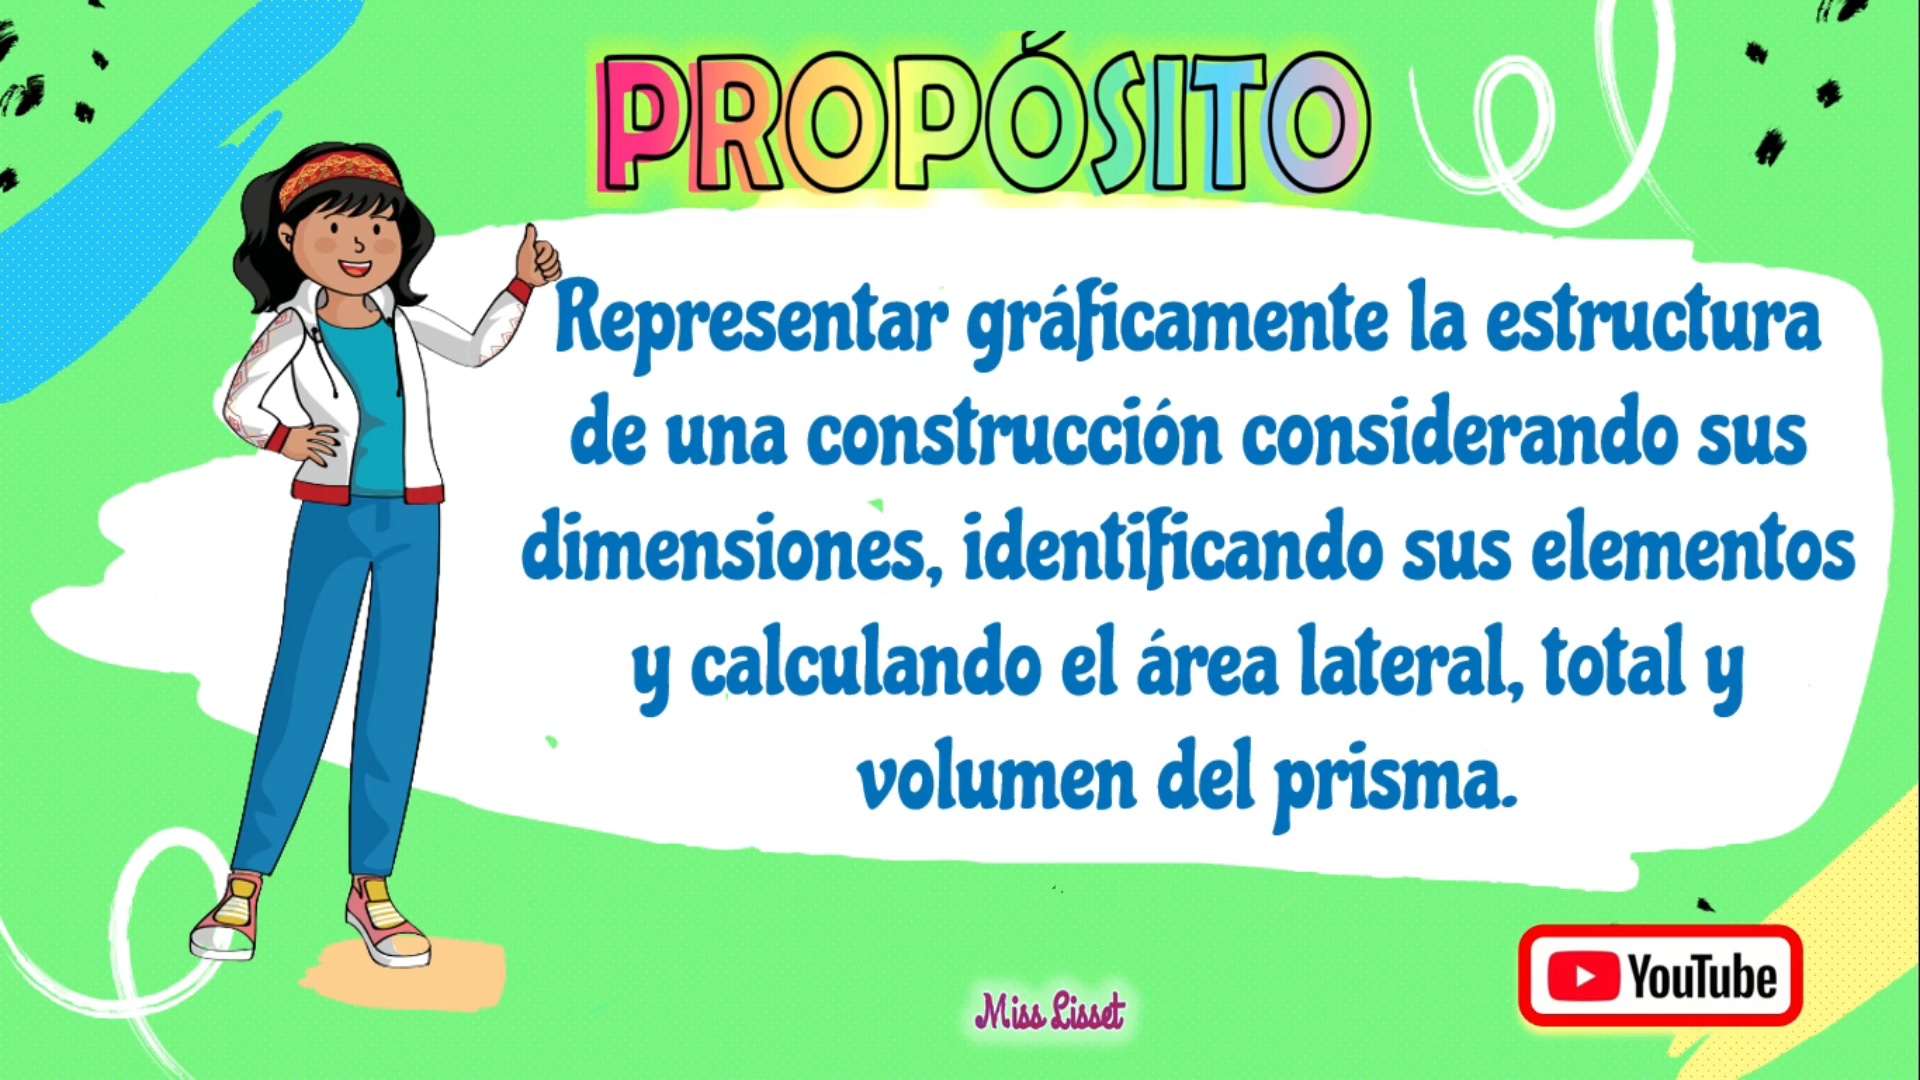 PROPÓSITO
Representar gráficamente la estructura
de una construcción considerando sus
dimensiones, identificando sus elementos
y calculando el área lateral, total y
volumen del prisma.
Miss Lisset
YouTube